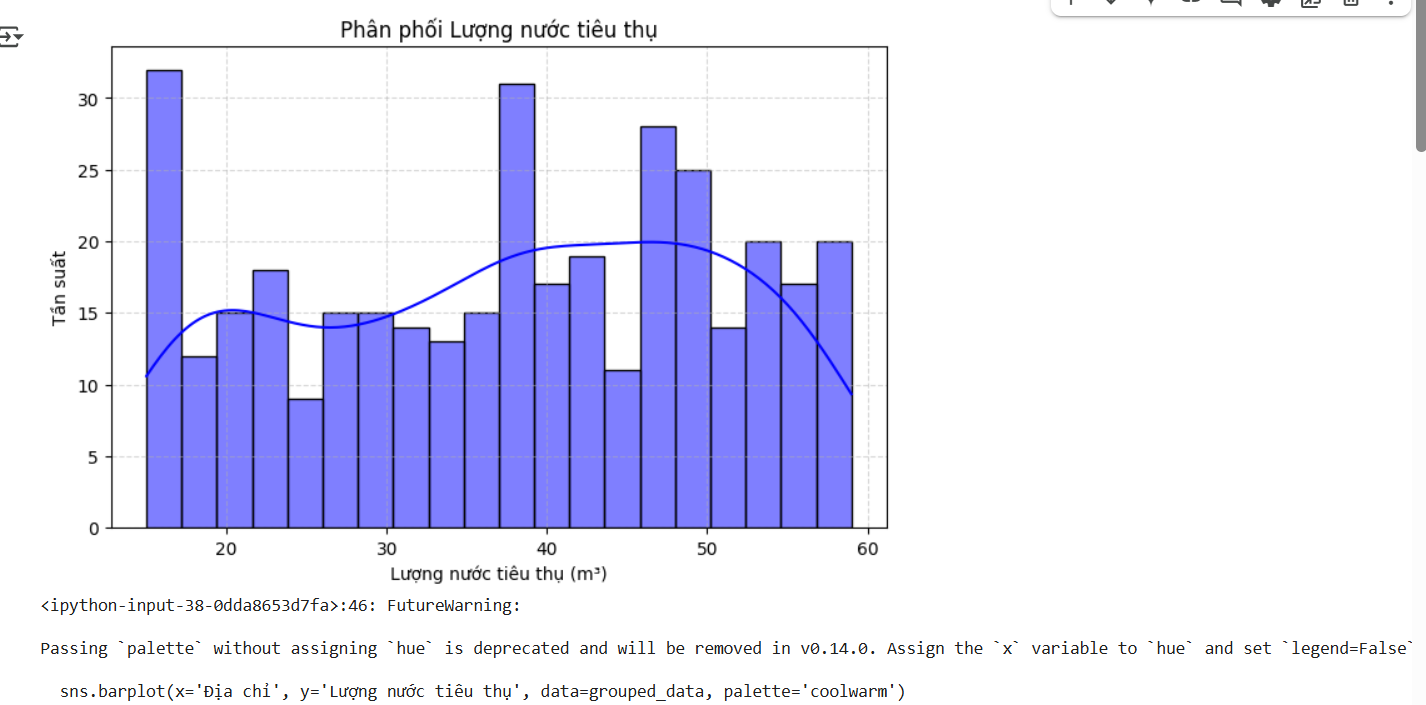 Phân phối Lượng nước tiêu thụ
30
25
20
15
10
5
0
Tần suất
20 30 40 50 60
Lượng nước tiêu thụ (m³)
<ipython-input-38-0dda8653d7fa>:46: FutureWarning:
Passing `palette` without assigning `hue` is deprecated and will be removed in v0.14.0. Assign the `x` variable to `hue` and set `legend=False`
sns.barplot(x='Địa chỉ', y='Lượng nước tiêu thụ', data=grouped_data, palette='coolwarm')